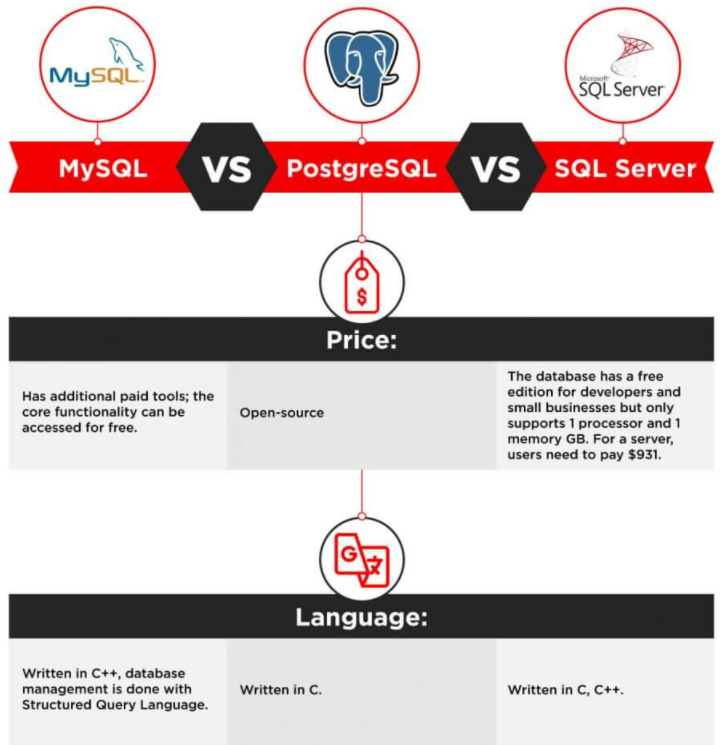 MySQL
Microsoft
SQL Server
MySQL VS PostgreSQL VS SQL Server
$
Price:
Has additional paid tools; the
core functionality can be
accessed for free.
Open-source
The database has a free
edition for developers and
small businesses but only
supports 1 processor and 1
memory GB. For a server,
users need to pay $931.
G 文
Language:
Written in C++, database
management is done with
Structured Query Language.
Written in C.
Written in C, C++.